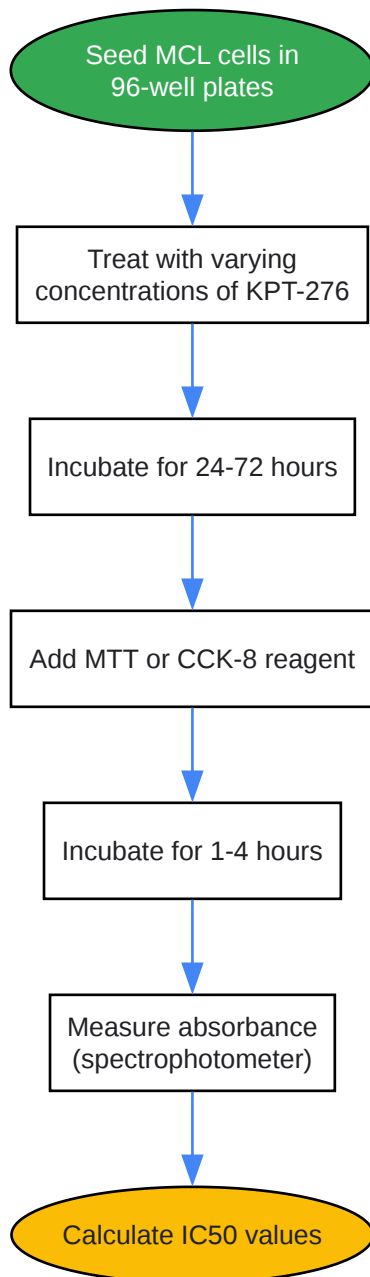 Seed MCL cells in
96-well plates
Treat with varying
concentrations of KPT-276
Incubate for 24-72 hours
Add MTT or CCK-8 reagent
Incubate for 1-4 hours
Measure absorbance
(spectrophotometer)
Calculate IC50 values